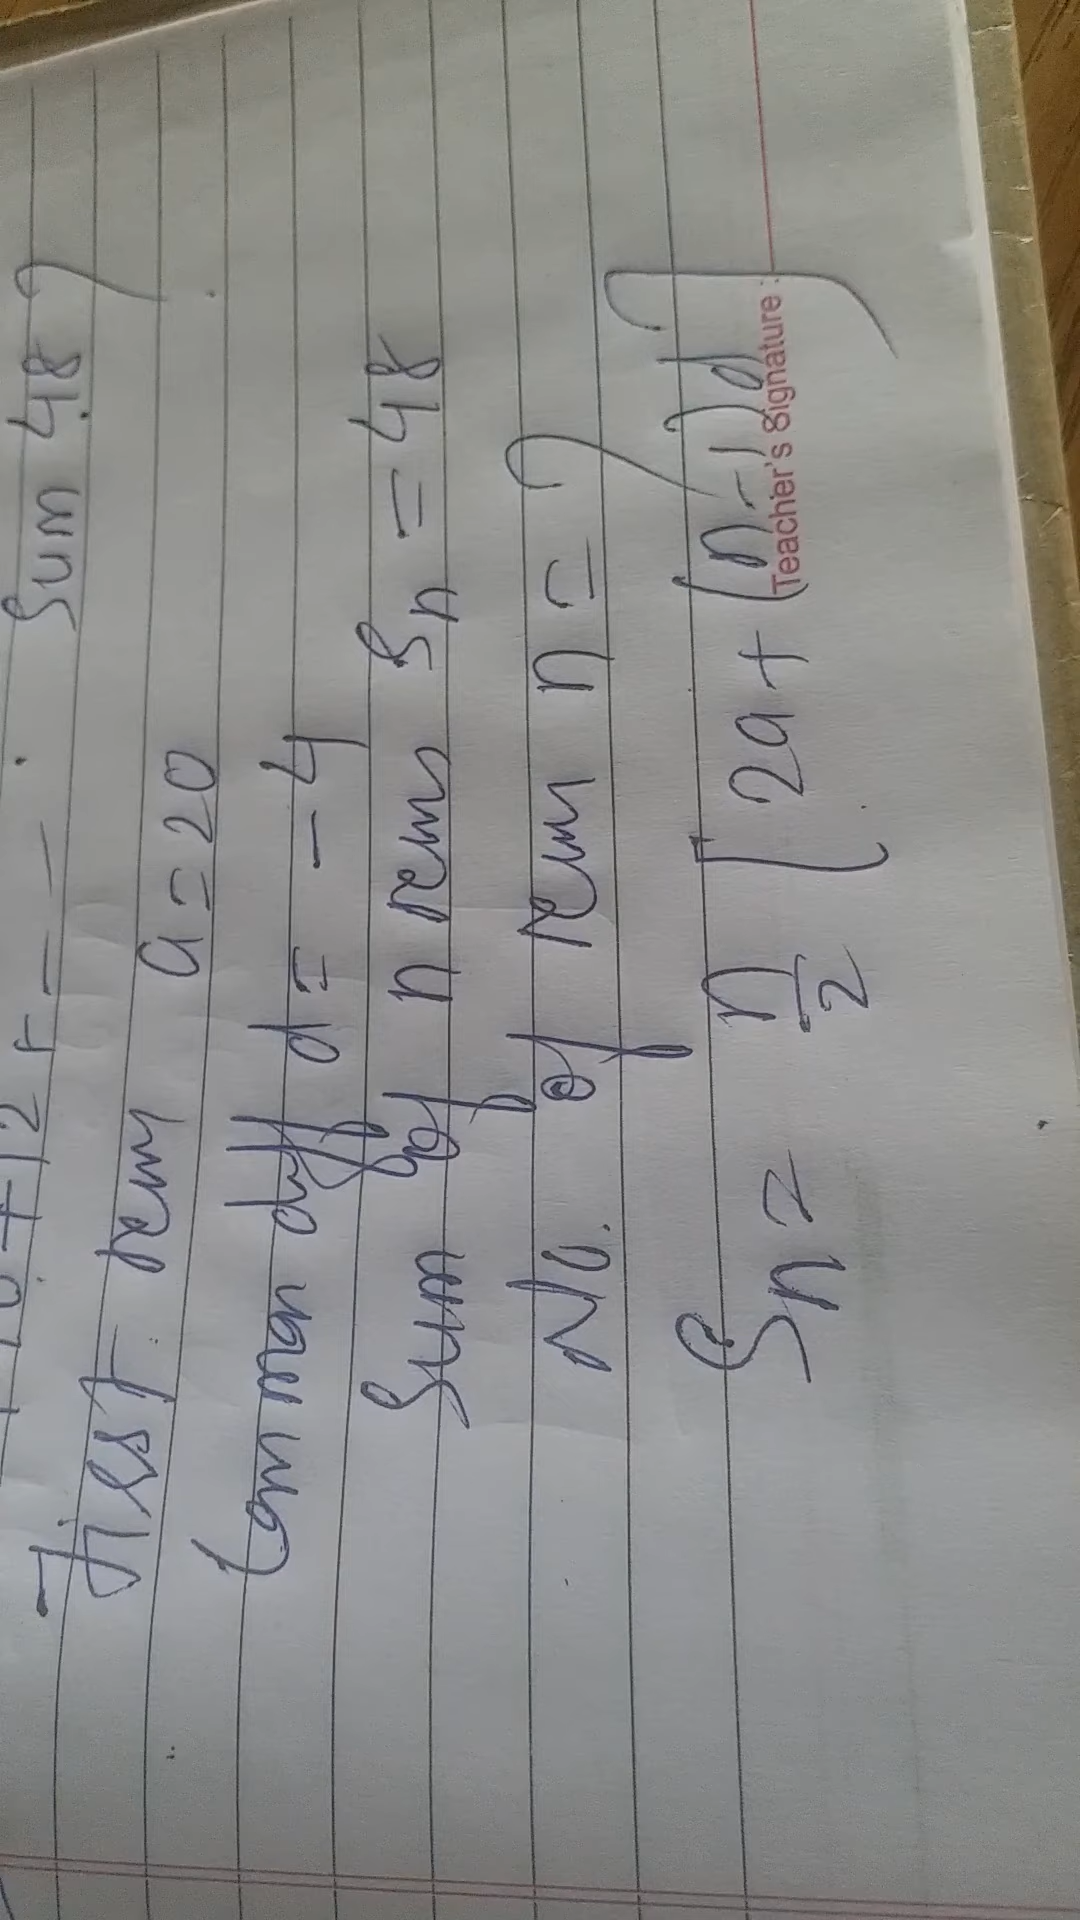 + 12 + - - - . Sum 48 ?
First term a = 20
Common diff d = - 4
Sum of n terms Sn = 48
No. of term n = ?
Sn = n/2 [ 2a + (n-1) d ]
Teacher's Signature :